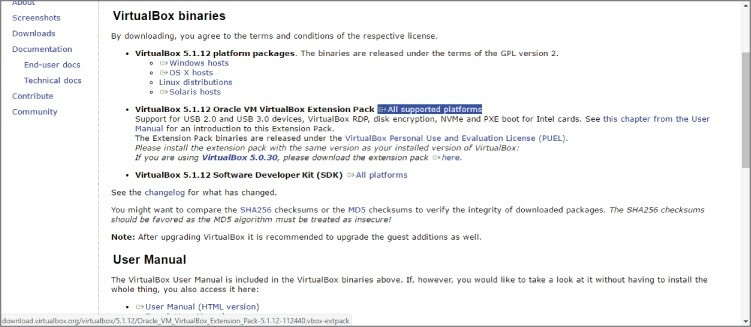 About
Screenshots
Downloads
Documentation
End-user docs
Technical docs
Contribute
Community
VirtualBox binaries
By downloading, you agree to the terms and conditions of the respective license.
VirtualBox 5.1.12 platform packages. The binaries are released under the terms of the GPL version 2.
Windows hosts
OS X hosts
Linux distributions
Solaris hosts
VirtualBox 5.1.12 Oracle VM VirtualBox Extension Pack All supported platforms
Support for USB 2.0 and USB 3.0 devices, VirtualBox RDP, disk encryption, NVMe and PXE boot for Intel cards. See this chapter from the User
Manual for an introduction to this Extension Pack.
The Extension Pack binaries are released under the VirtualBox Personal Use and Evaluation License (PUEL).
Please install the extension pack with the same version as your installed version of VirtualBox:
If you are using VirtualBox 5.0.30, please download the extension pack here.
VirtualBox 5.1.12 Software Developer Kit (SDK) All platforms
See the changelog for what has changed.
You might want to compare the SHA256 checksums or the MD5 checksums to verify the integrity of downloaded packages. The SHA256 checksums
should be favored as the MD5 algorithm must be treated as insecure!
Note: After upgrading VirtualBox it is recommended to upgrade the guest additions as well.
User Manual
The VirtualBox User Manual is included in the VirtualBox binaries above. If, however, you would like to take a look at it without having to install the
whole thing, you also access it here:
User Manual (HTML version)
download.virtualbox.org/virtualbox/5.1.12/Oracle_VM_VirtualBox_Extension_Pack-5.1.12-112440.vbox-extpack